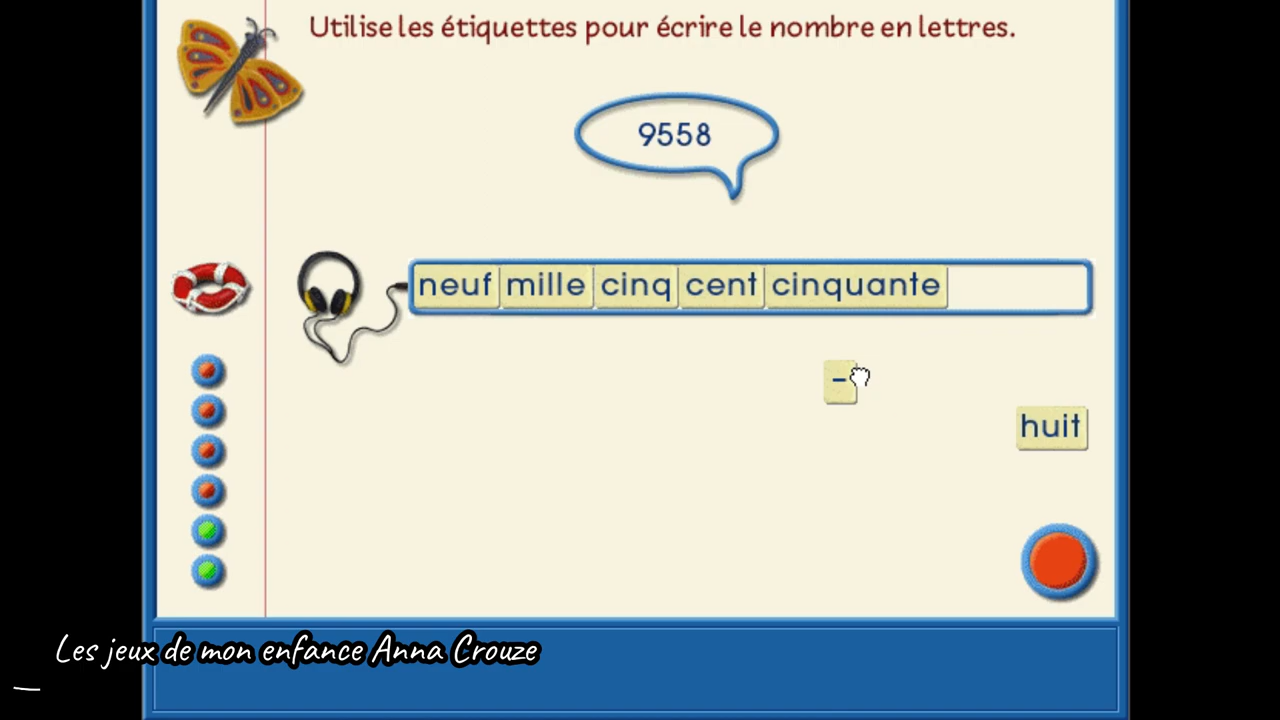 Utilise les étiquettes pour écrire le nombre en lettres.
9558
neuf mille cinq cent cinquante
-
huit
Les jeux de mon enfance Anna Crouze